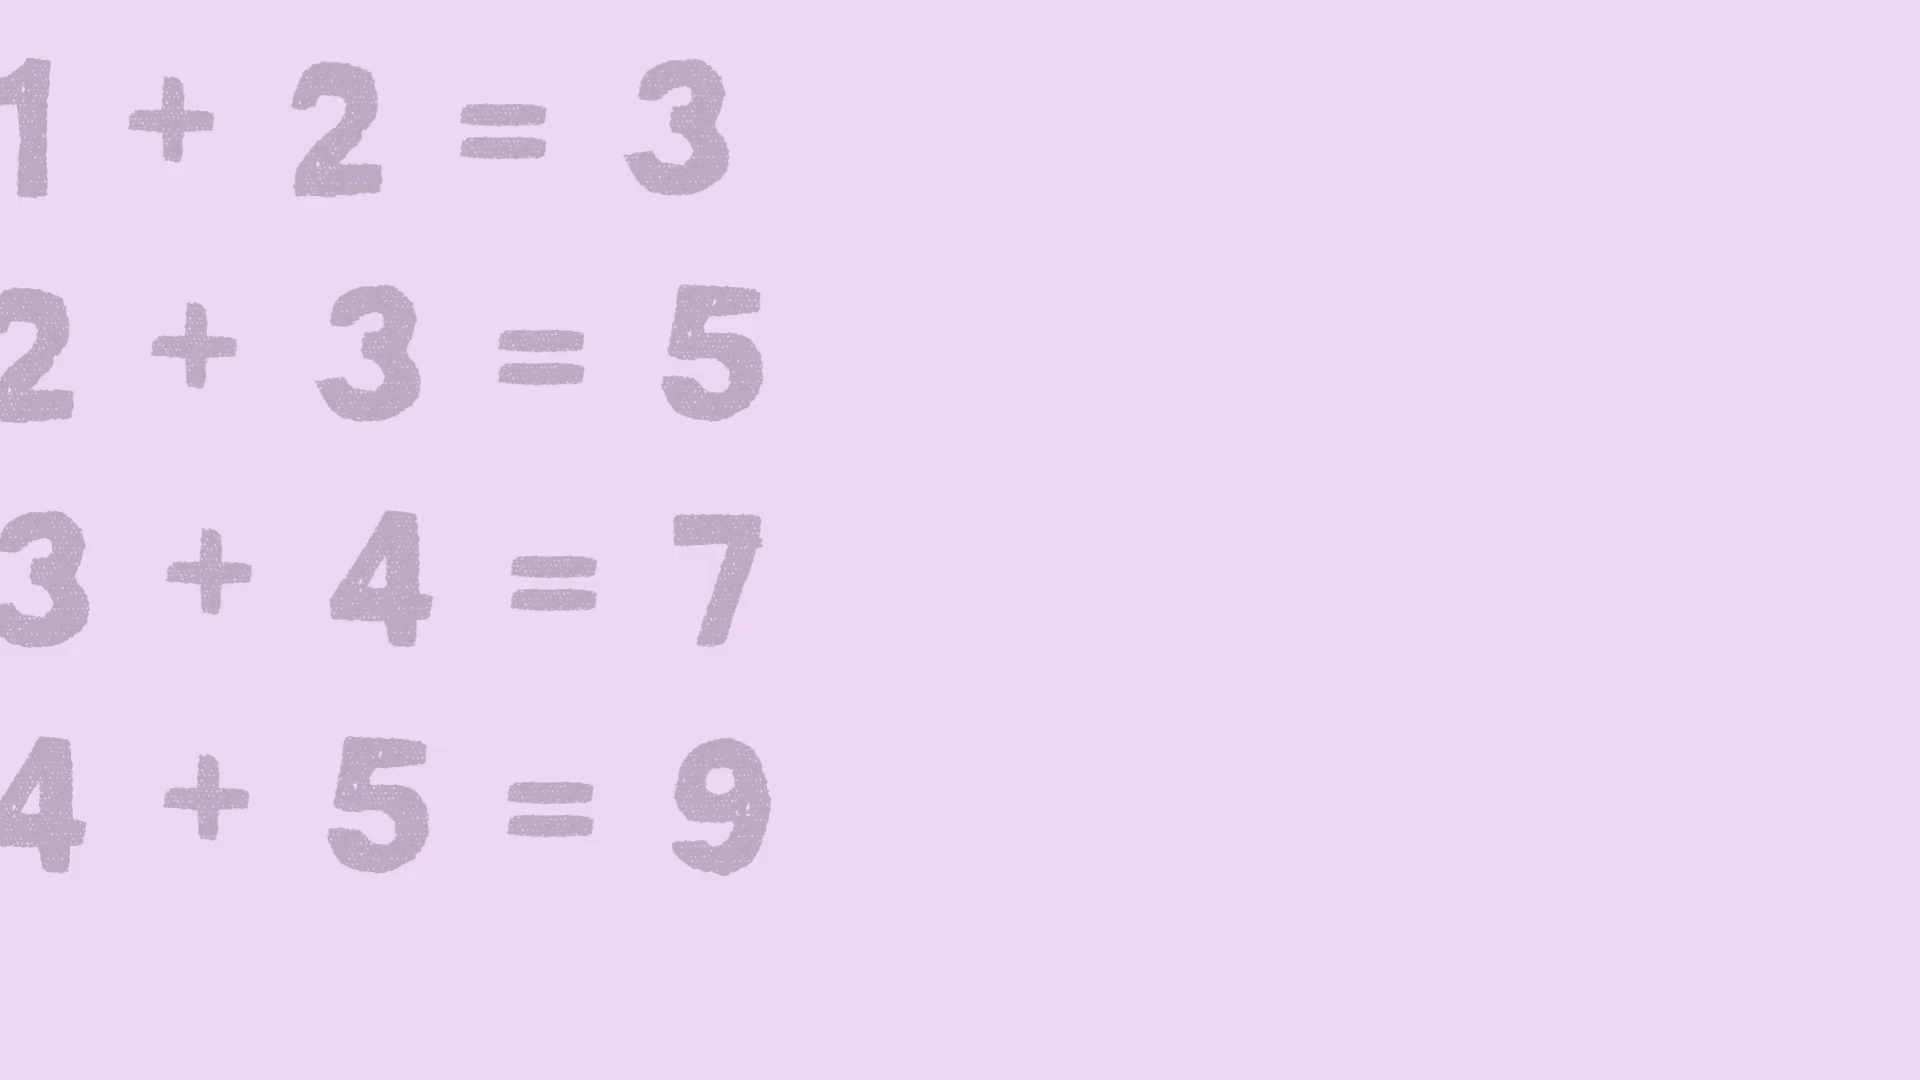 1 + 2 = 3
2 + 3 = 5
3 + 4 = 7
4 + 5 = 9